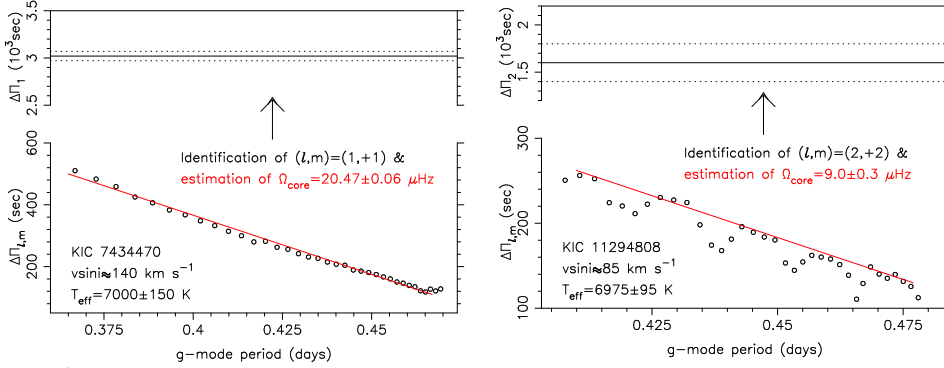 3.5
3
2.5
ΔΠ₁ (10³sec)
Identification of (l,m)=(1,+1) &
estimation of Ωcore=20.47±0.06 μHz
600
400
200
ΔΠl,m (sec)
KIC 7434470
vsini≈140 km s⁻¹
Teff=7000±150 K
0.375
0.4
0.425
0.45
g-mode period (days)
2
1.5
ΔΠ₂ (10³sec)
Identification of (l,m)=(2,+2) &
estimation of Ωcore=9.0±0.3 μHz
300
200
100
ΔΠl,m (sec)
KIC 11294808
vsini≈85 km s⁻¹
Teff=6975±95 K
0.425
0.45
0.475
g-mode period (days)